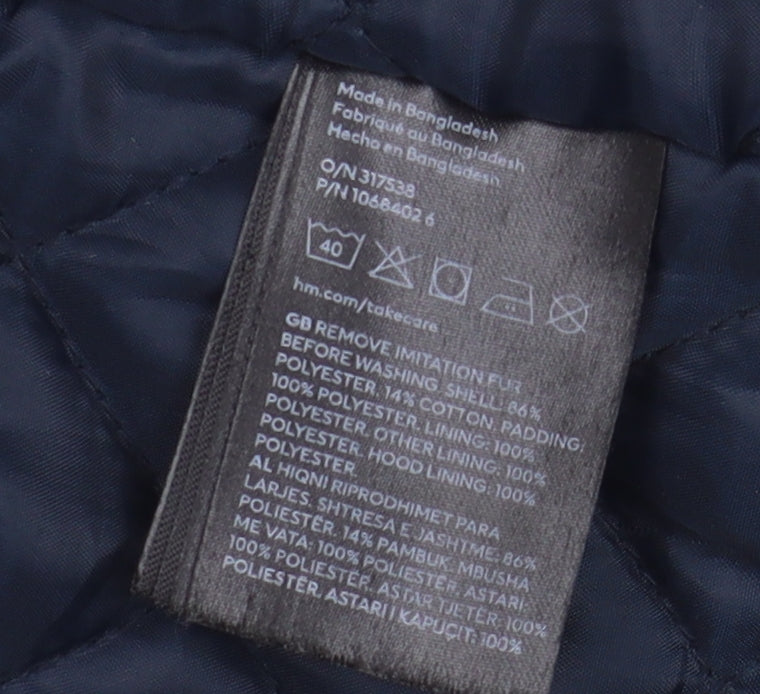 Made in Bangladesh
Fabriqué au Bangladesh
Hecho en Bangladesh
O/N 317538
P/N 1068402 6
40
hm.com/takecare
GB REMOVE IMITATION FUR
BEFORE WASHING. SHELL: 86%
POLYESTER, 14% COTTON. PADDING:
100% POLYESTER. LINING: 100%
POLYESTER. OTHER LINING: 100%
POLYESTER. HOOD LINING: 100%
POLYESTER.
AL HIQNI RIPRODHIMET PARA
LARJES. SHTRESA E JASHTME: 86%
POLIESTËR, 14% PAMBUK. MBUSHA
ME VATA: 100% POLIESTËR. ASTARI:
100% POLIESTËR. ASTAR TJETËR: 100%
POLIESTËR. ASTARI I KAPUÇIT: 100%